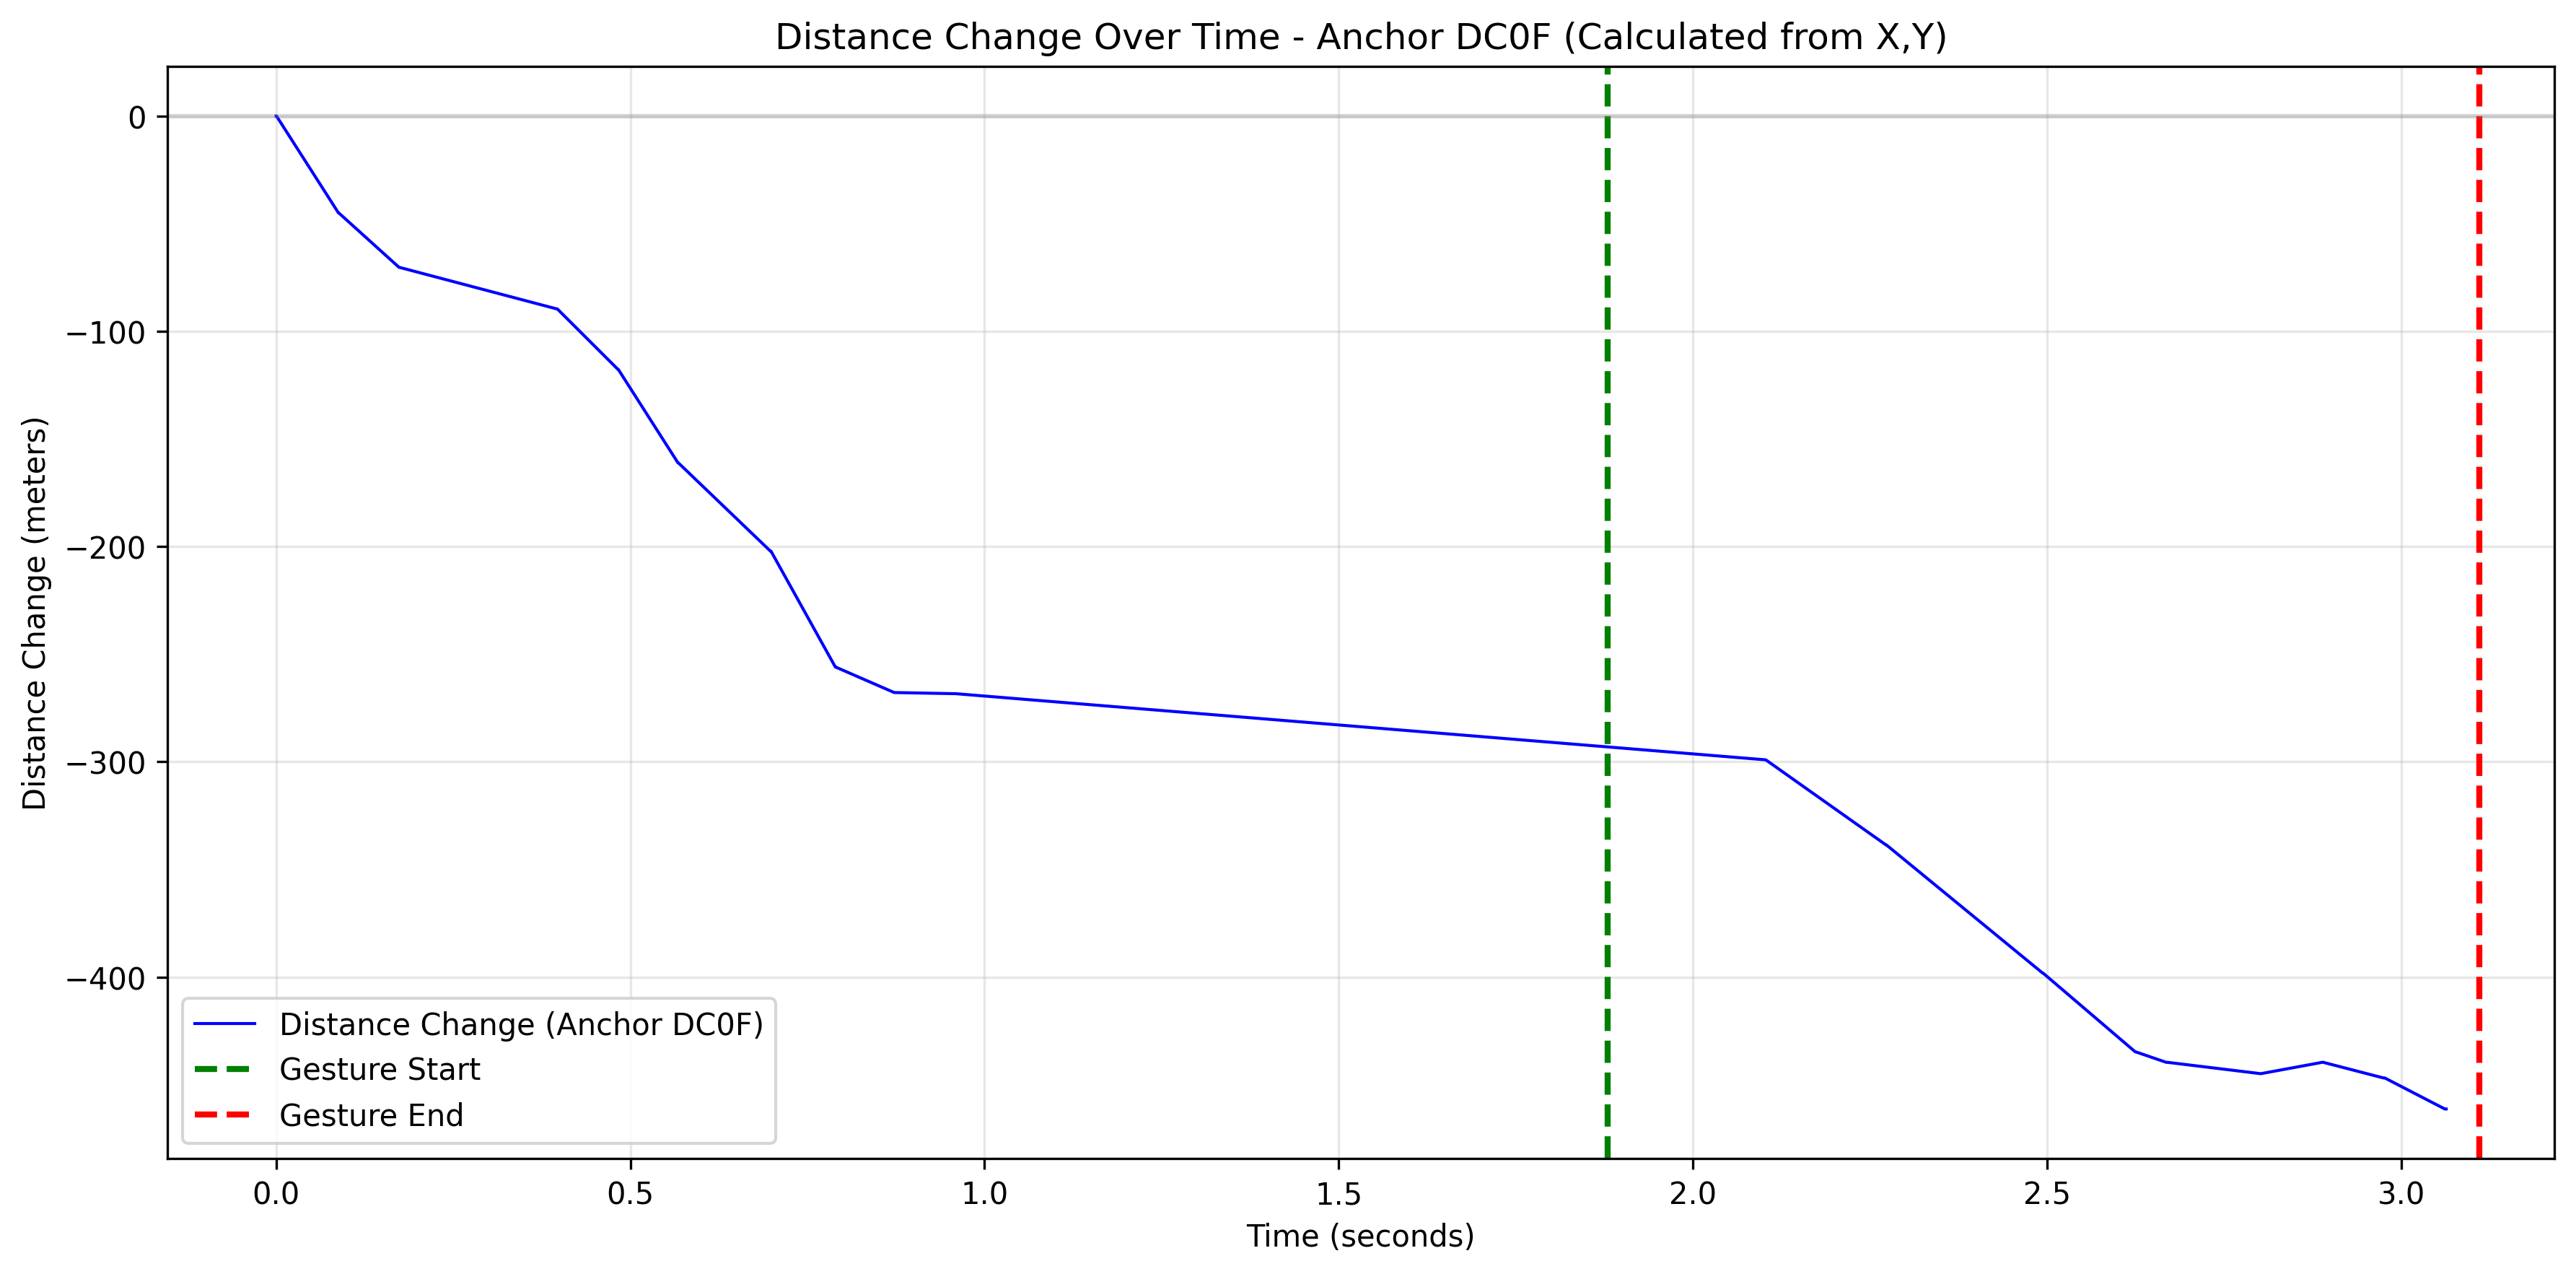 Distance Change Over Time - Anchor DC0F (Calculated from X,Y)
Distance Change (meters)
0
−100
−200
−300
−400
Distance Change (Anchor DC0F)
Gesture Start
Gesture End
0.0 0.5 1.0 1.5 2.0 2.5 3.0
Time (seconds)